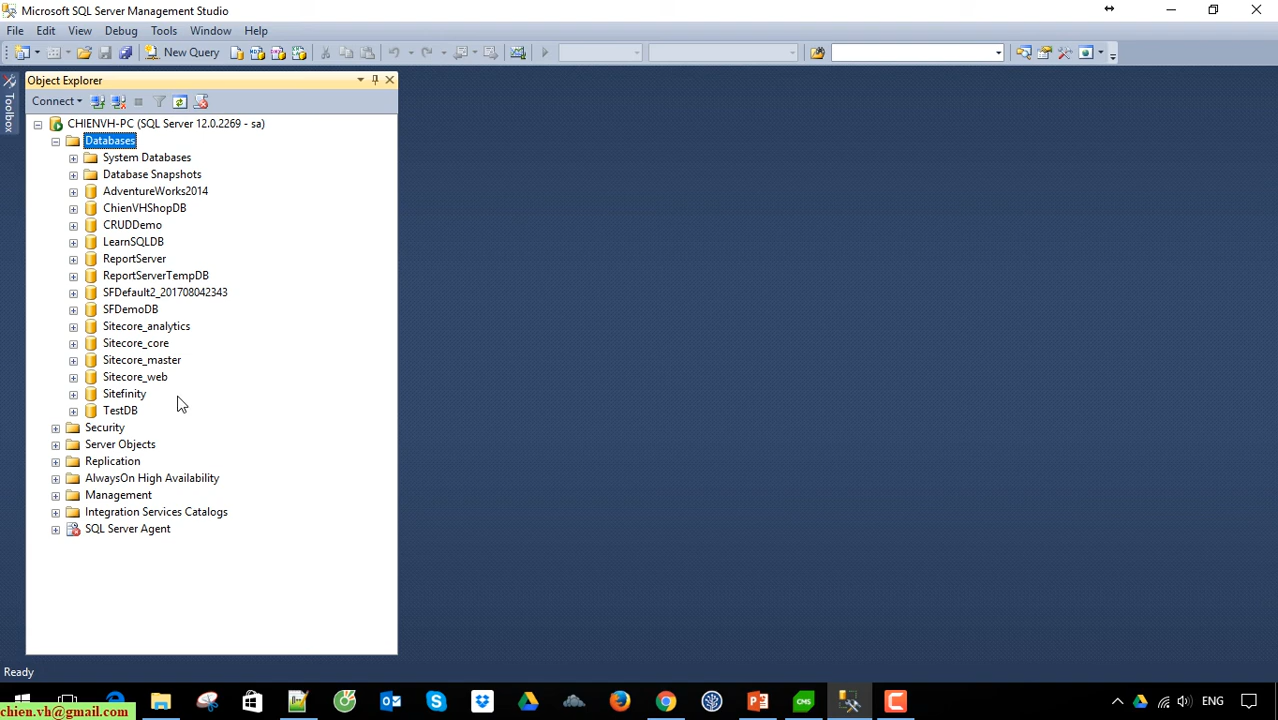 Microsoft SQL Server Management Studio
File Edit View Debug Tools Window Help
New Query
Object Explorer
Toolbox
Connect
CHIENVH-PC (SQL Server 12.0.2269 - sa)
Databases
System Databases
Database Snapshots
AdventureWorks2014
ChienVHShopDB
CRUDDemo
LearnSQLDB
ReportServer
ReportServerTempDB
SFDefault2_201708042343
SFDemoDB
Sitecore_analytics
Sitecore_core
Sitecore_master
Sitecore_web
Sitefinity
TestDB
Security
Server Objects
Replication
AlwaysOn High Availability
Management
Integration Services Catalogs
SQL Server Agent
Ready
CMS
ENG
chien.vh@gmail.com